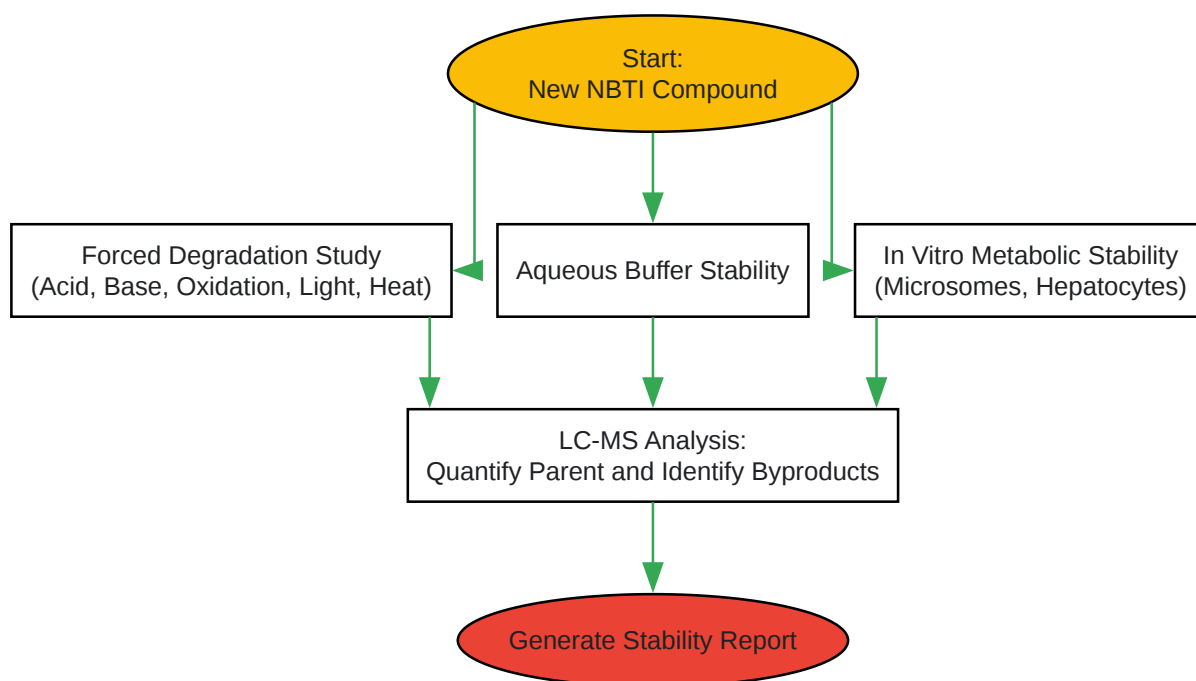 Start:
New NBTI Compound
Forced Degradation Study
(Acid, Base, Oxidation, Light, Heat)
Aqueous Buffer Stability
In Vitro Metabolic Stability
(Microsomes, Hepatocytes)
LC-MS Analysis:
Quantify Parent and Identify Byproducts
Generate Stability Report